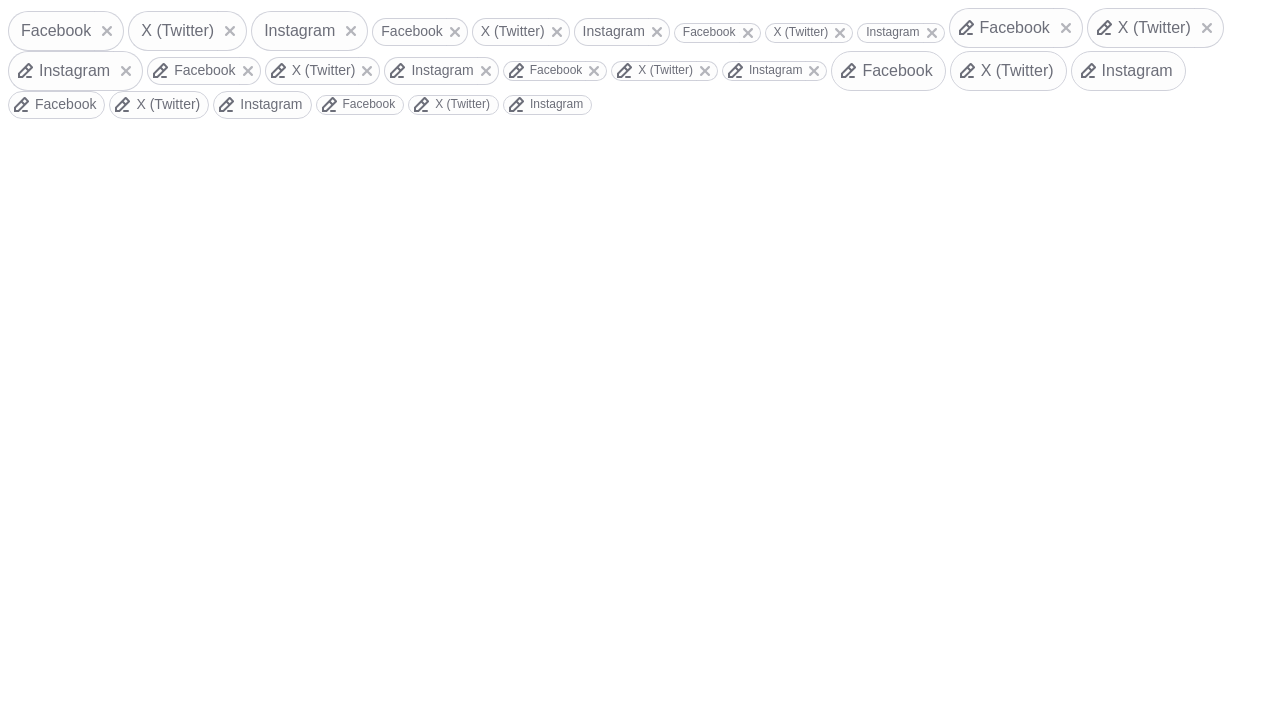 Facebook X (Twitter) Instagram Facebook X (Twitter) Instagram Facebook X (Twitter) Instagram Facebook X (Twitter)
Instagram Facebook X (Twitter) Instagram Facebook X (Twitter) Instagram Facebook X (Twitter) Instagram
Facebook X (Twitter) Instagram Facebook X (Twitter) Instagram